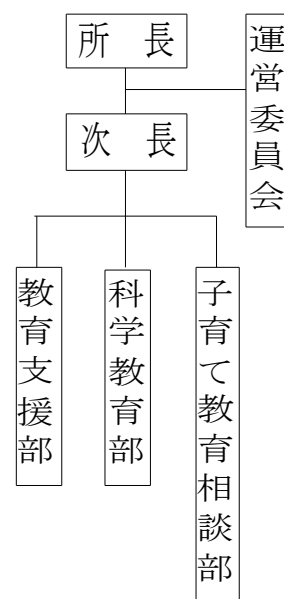 所 長
運営委員会
次 長
教育支援部
科学教育部
子育て教育相談部